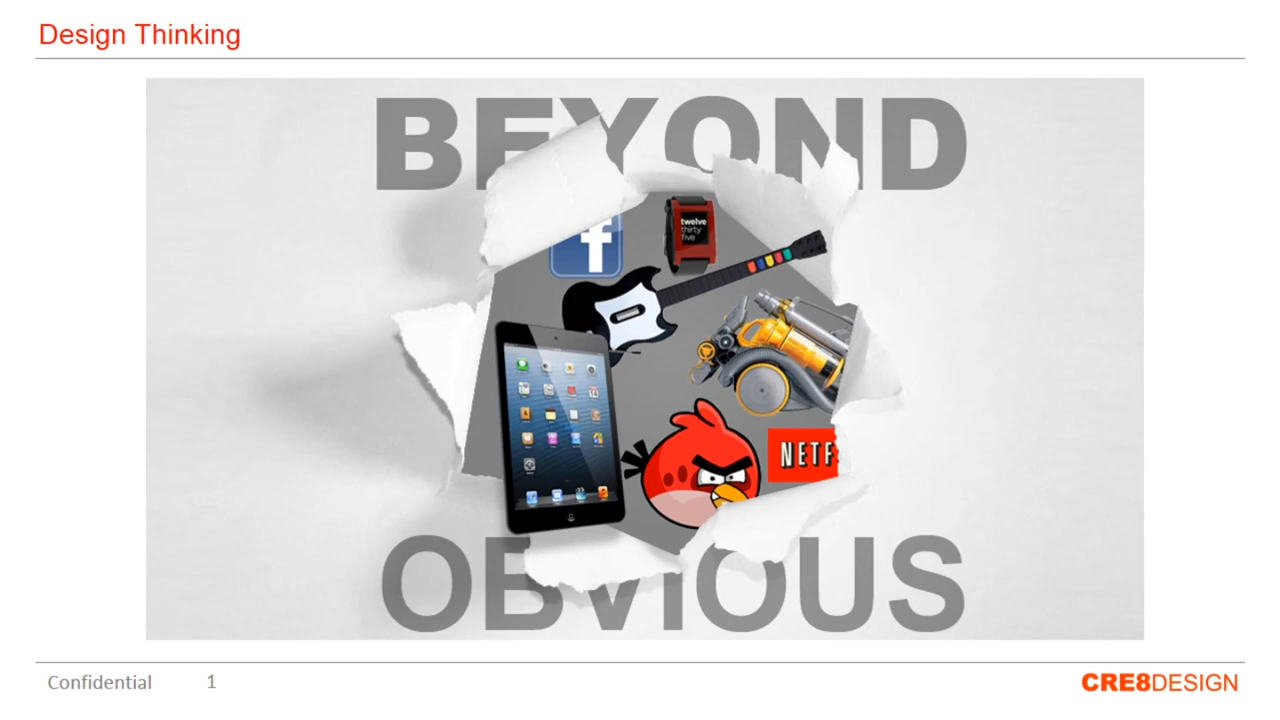 Design Thinking
BEYOND
f
twelve
thirty
five
NETF
OBVIOUS
Confidential 1
CRE8DESIGN